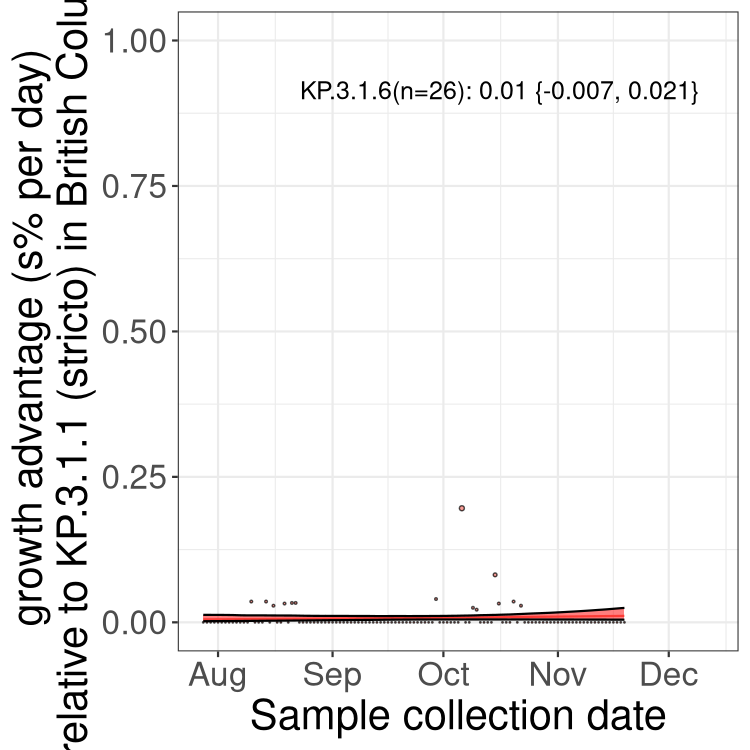 growth advantage (s% per day)
relative to KP.3.1.1 (stricto) in British Colu
1.00
0.75
0.50
0.25
0.00
KP.3.1.6(n=26): 0.01 {-0.007, 0.021}
Aug Sep Oct Nov Dec
Sample collection date